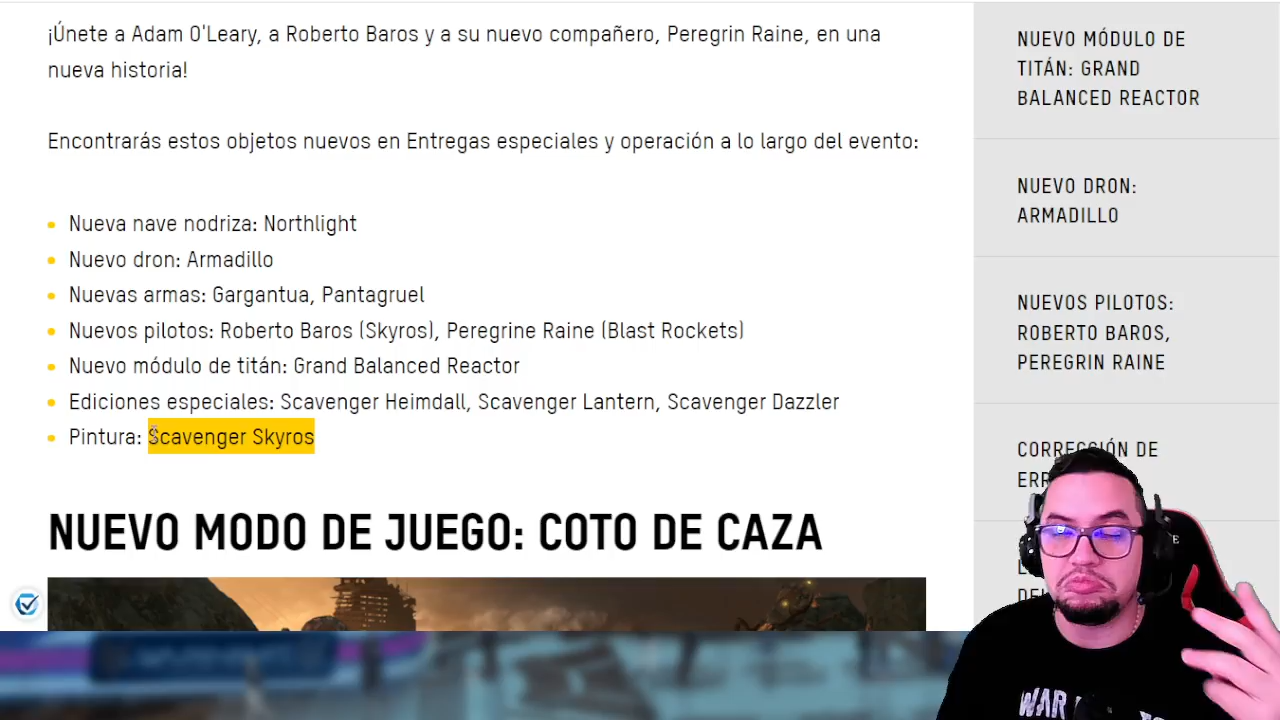 ¡Únete a Adam O'Leary, a Roberto Baros y a su nuevo compañero, Peregrin Raine, en una
nueva historia!
Encontrarás estos objetos nuevos en Entregas especiales y operación a lo largo del evento:
Nueva nave nodriza: Northlight
Nuevo dron: Armadillo
Nuevas armas: Gargantua, Pantagruel
Nuevos pilotos: Roberto Baros (Skyros), Peregrine Raine (Blast Rockets)
Nuevo módulo de titán: Grand Balanced Reactor
Ediciones especiales: Scavenger Heimdall, Scavenger Lantern, Scavenger Dazzler
Pintura: Scavenger Skyros
NUEVO MODO DE JUEGO: COTO DE CAZA
NUEVO MÓDULO DE
TITÁN: GRAND
BALANCED REACTOR
NUEVO DRON:
ARMADILLO
NUEVOS PILOTOS:
ROBERTO BAROS,
PEREGRIN RAINE
CORRECCIÓN DE
WAR